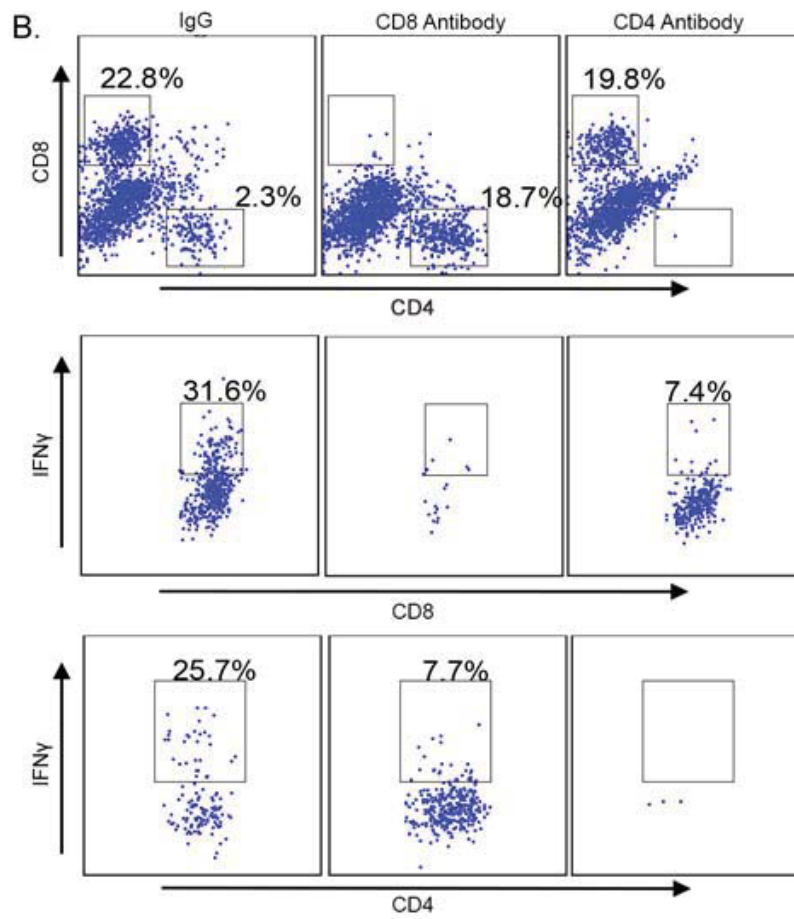 B.
IgG
CD8 Antibody
CD4 Antibody
22.8%
2.3%
18.7%
19.8%
CD8
CD4
31.6%
7.4%
IFNγ
CD8
25.7%
7.7%
IFNγ
CD4